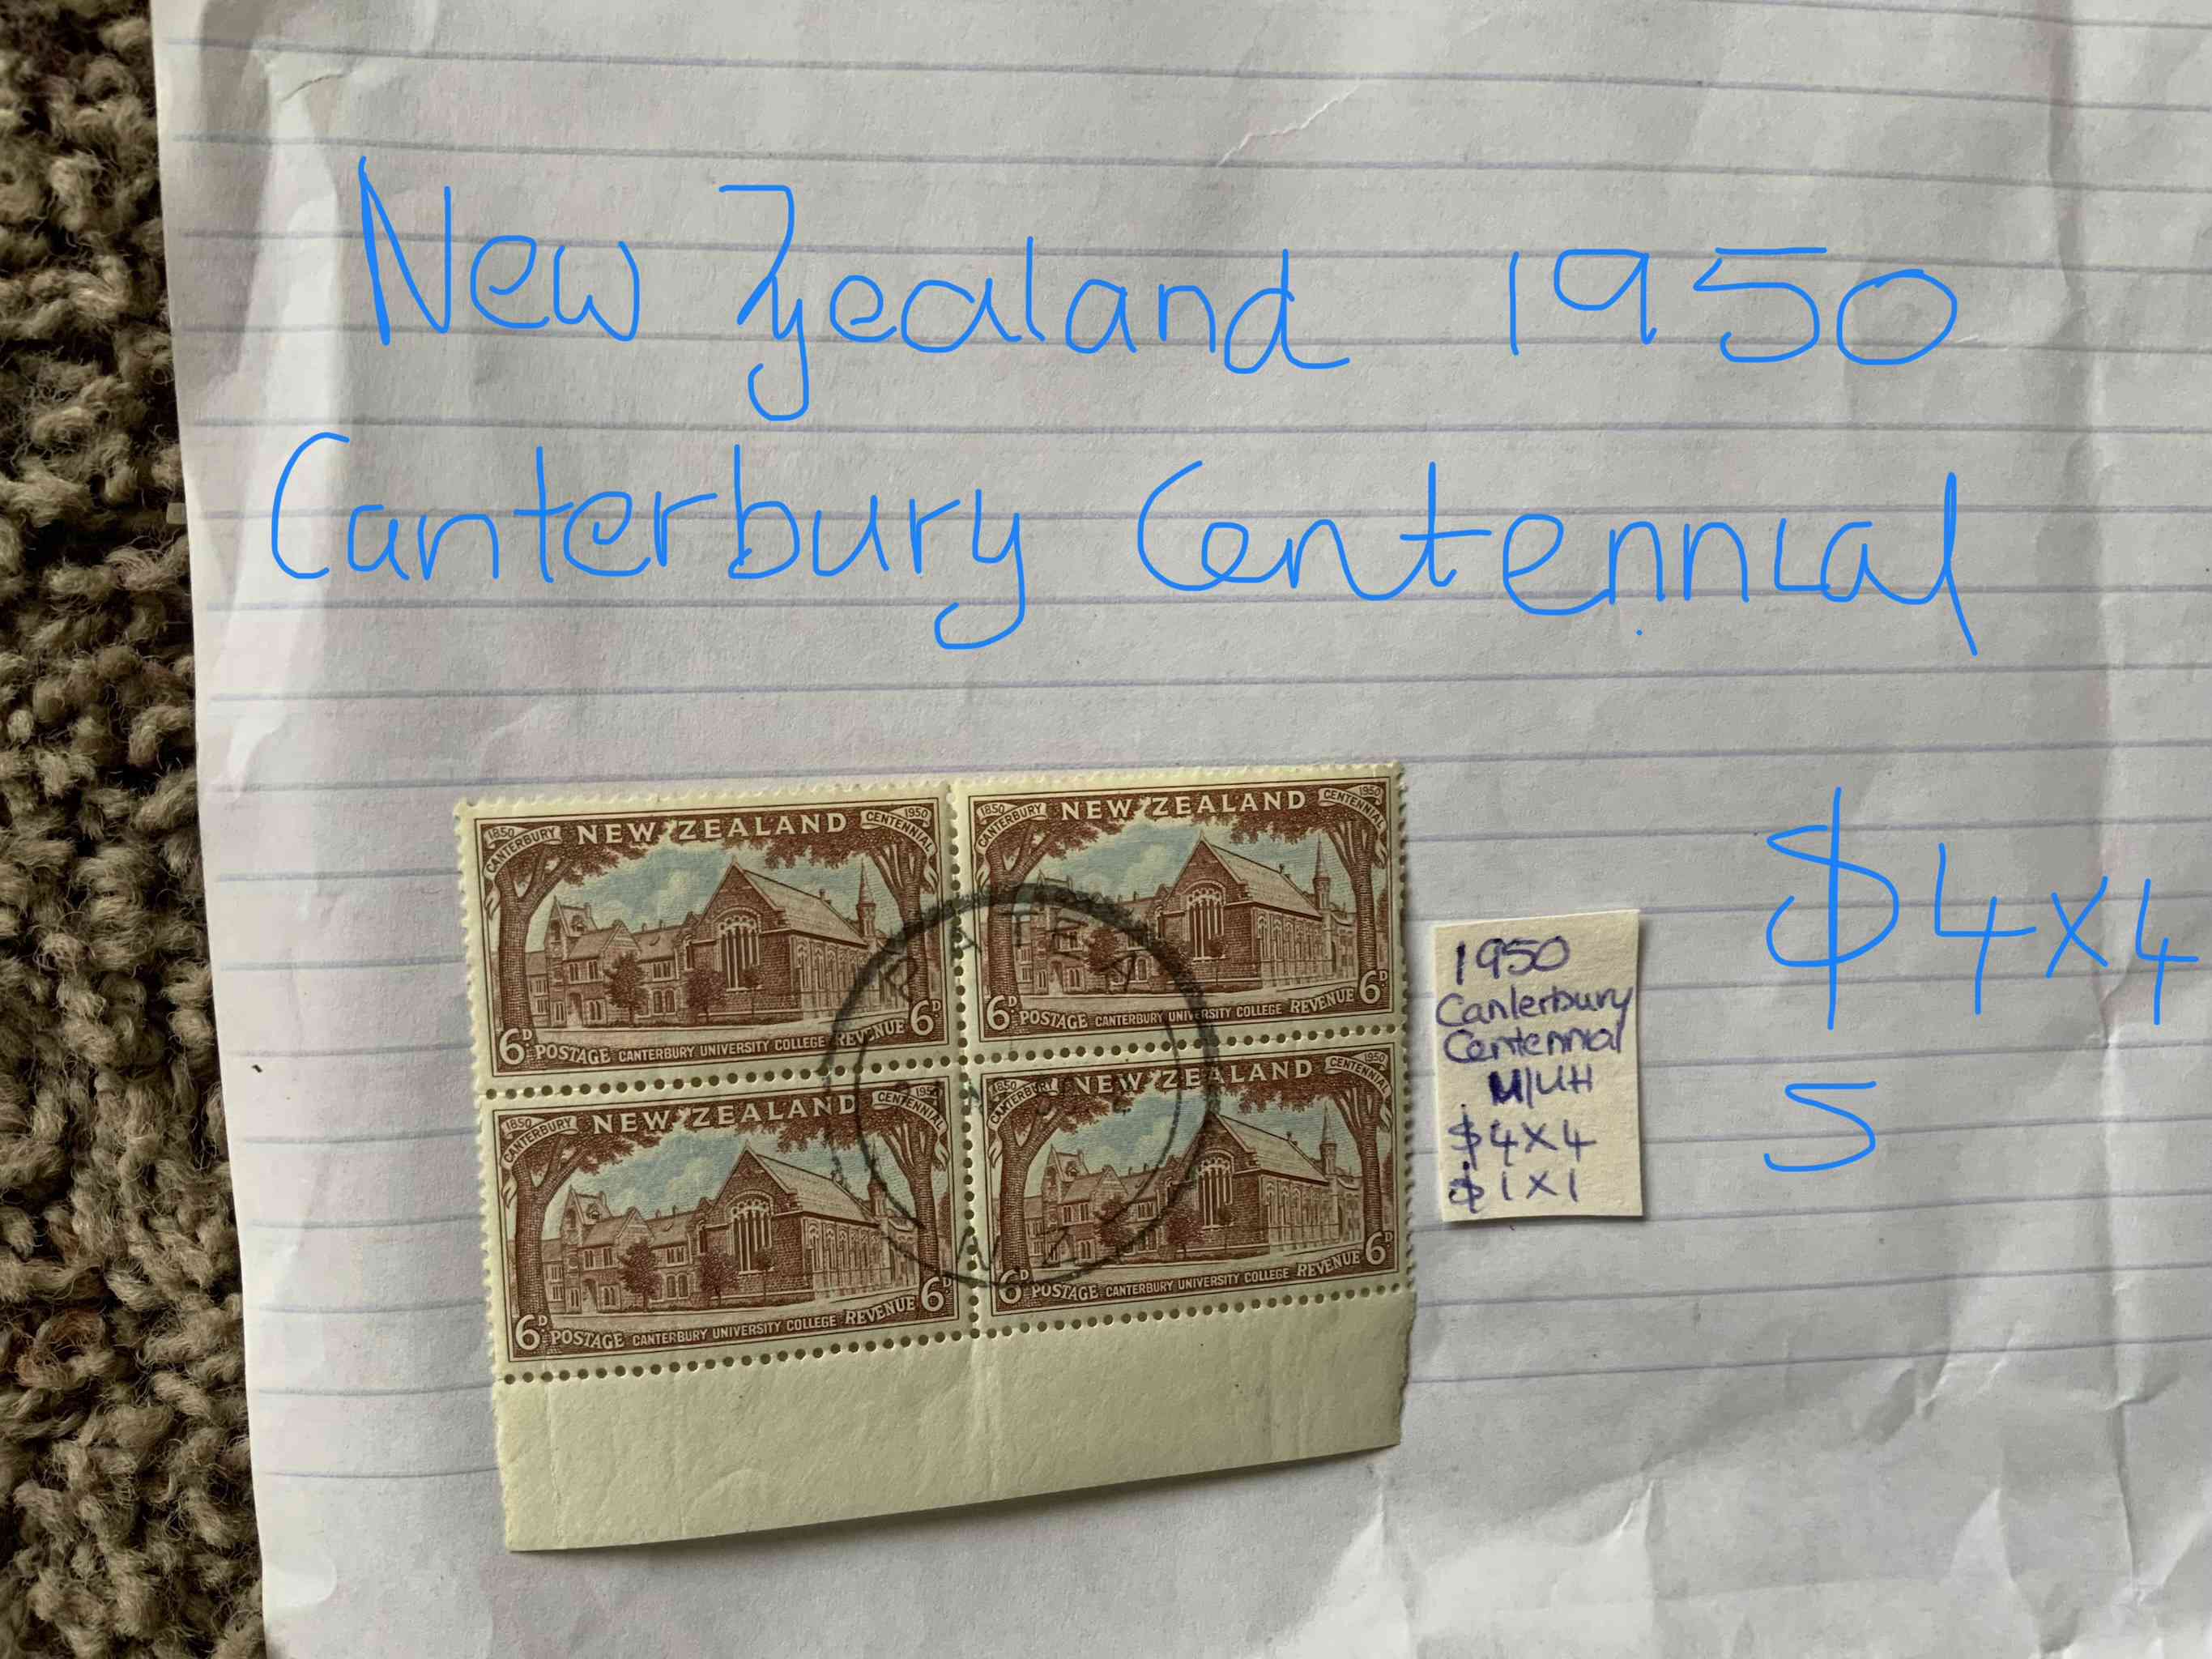 New Zealand 1950
Canterbury Centennial
1850 CANTERBURY NEW ZEALAND CENTENNIAL 1950
6D POSTAGE CANTERBURY UNIVERSITY COLLEGE REVENUE 6D
1850 CANTERBURY NEW ZEALAND CENTENNIAL 1950
6D POSTAGE CANTERBURY UNIVERSITY COLLEGE REVENUE 6D
1850 CANTERBURY NEW ZEALAND CENTENNIAL 1950
6D POSTAGE CANTERBURY UNIVERSITY COLLEGE REVENUE 6D
1850 CANTERBURY NEW ZEALAND CENTENNIAL 1950
6D POSTAGE CANTERBURY UNIVERSITY COLLEGE REVENUE 6D
1950
Canterbury
Centennial
M/UH
$4x4
$1x1
$4x4
5